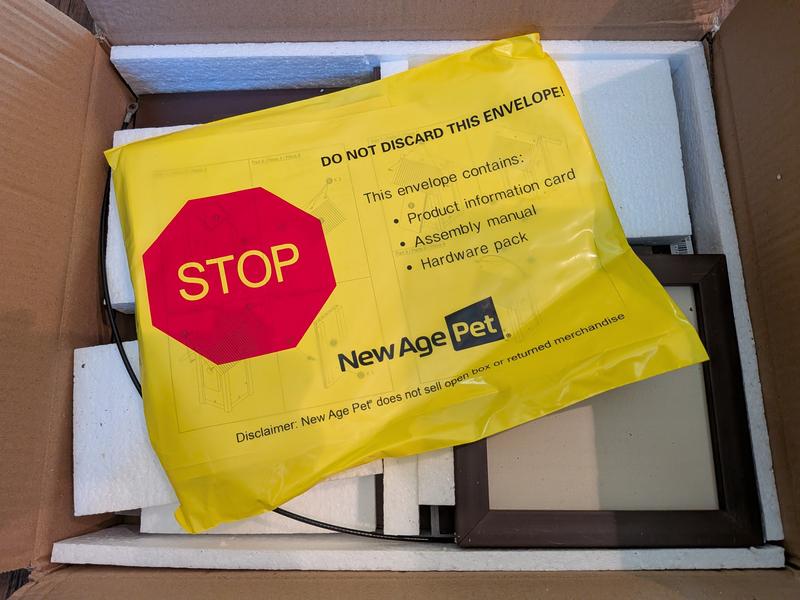 DO NOT DISCARD THIS ENVELOPE!
This envelope contains:
• Product information card
• Assembly manual
• Hardware pack
STOP
New Age Pet®
Disclaimer: New Age Pet® does not sell open box or returned merchandise